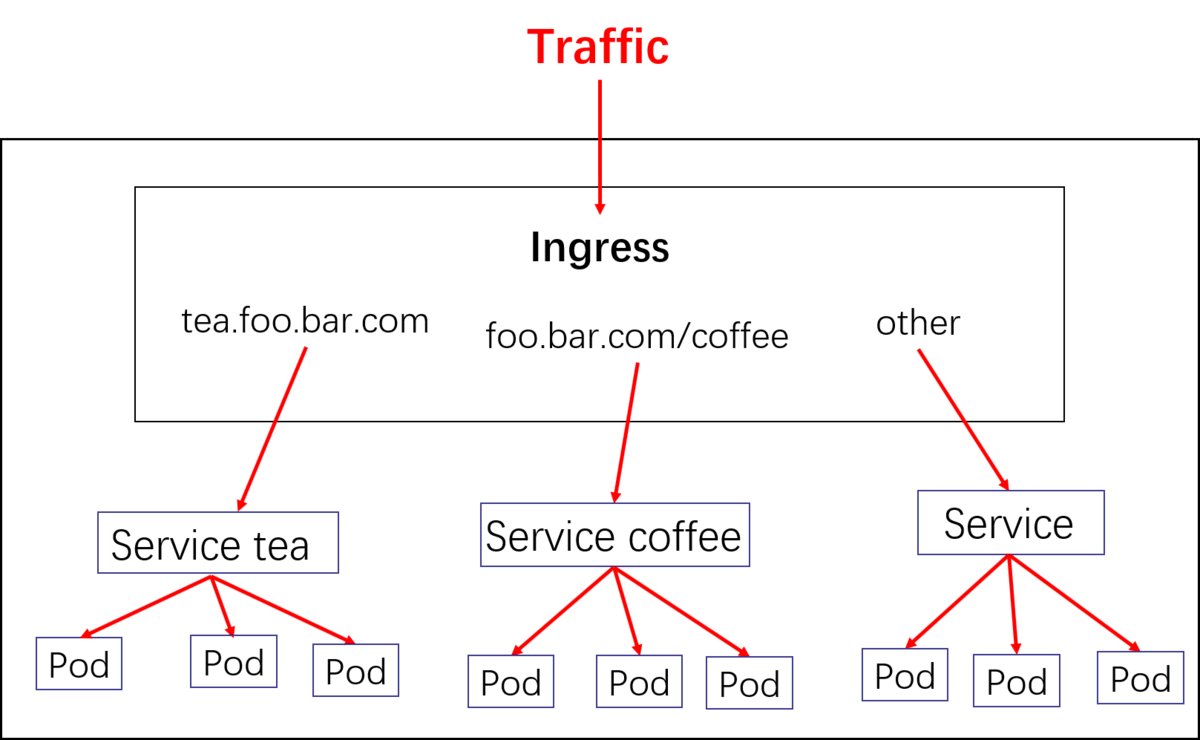 Traffic
Ingress
tea.foo.bar.com
foo.bar.com/coffee
other
Service tea
Service coffee
Service
Pod
Pod
Pod
Pod
Pod
Pod
Pod
Pod
Pod